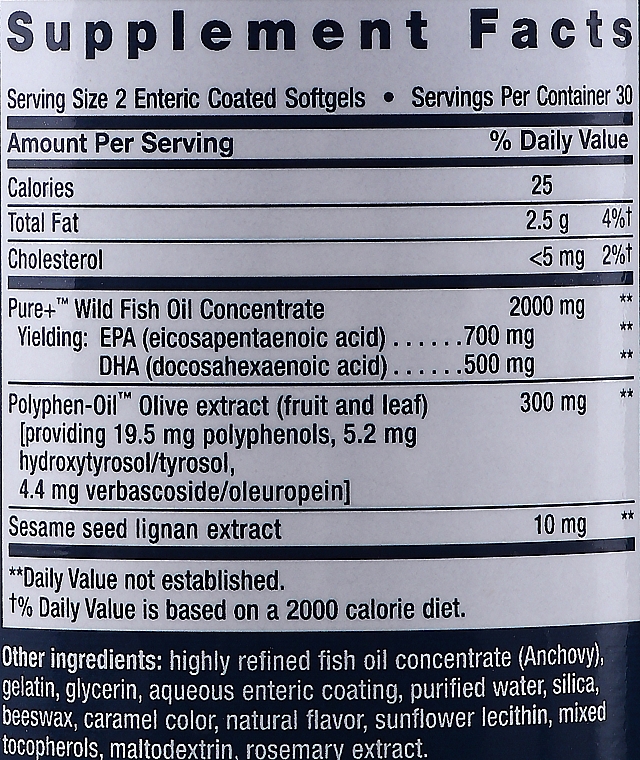 Supplement Facts
Serving Size 2 Enteric Coated Softgels • Servings Per Container 30
Amount Per Serving % Daily Value
Calories 25
Total Fat 2.5 g 4%†
Cholesterol <5 mg 2%†
Pure+™ Wild Fish Oil Concentrate 2000 mg **
Yielding: EPA (eicosapentaenoic acid) . . . . . . 700 mg **
DHA (docosahexaenoic acid) . . . . . . 500 mg **
Polyphen-Oil™ Olive extract (fruit and leaf) 300 mg **
[providing 19.5 mg polyphenols, 5.2 mg
hydroxytyrosol/tyrosol,
4.4 mg verbascoside/oleuropein]
Sesame seed lignan extract 10 mg **
**Daily Value not established.
†% Daily Value is based on a 2000 calorie diet.
Other ingredients: highly refined fish oil concentrate (Anchovy),
gelatin, glycerin, aqueous enteric coating, purified water, silica,
beeswax, caramel color, natural flavor, sunflower lecithin, mixed
tocopherols, maltodextrin, rosemary extract.